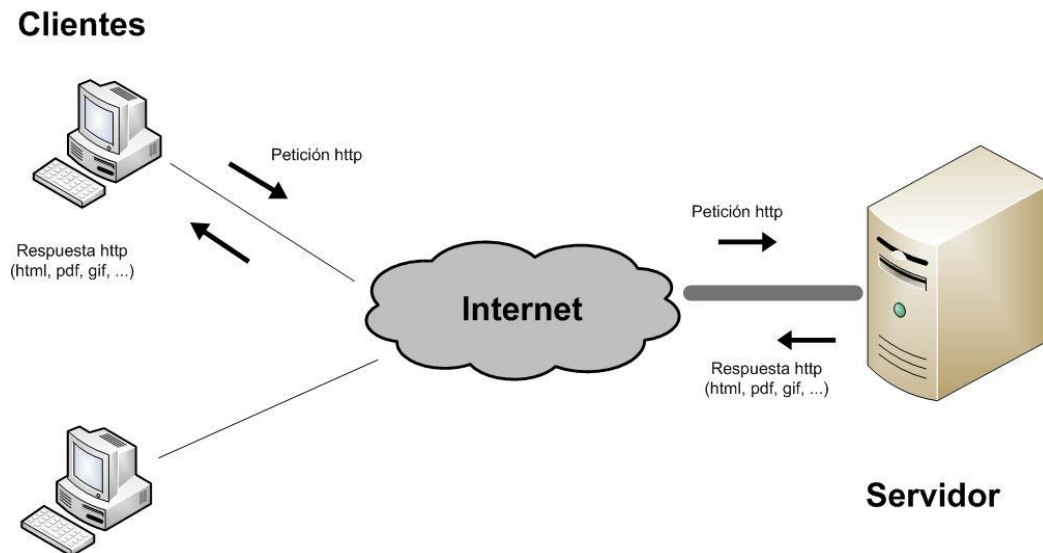 Clientes
Petición http
Respuesta http
(html, pdf, gif, ...)
Internet
Petición http
Respuesta http
(html, pdf, gif, ...)
Servidor